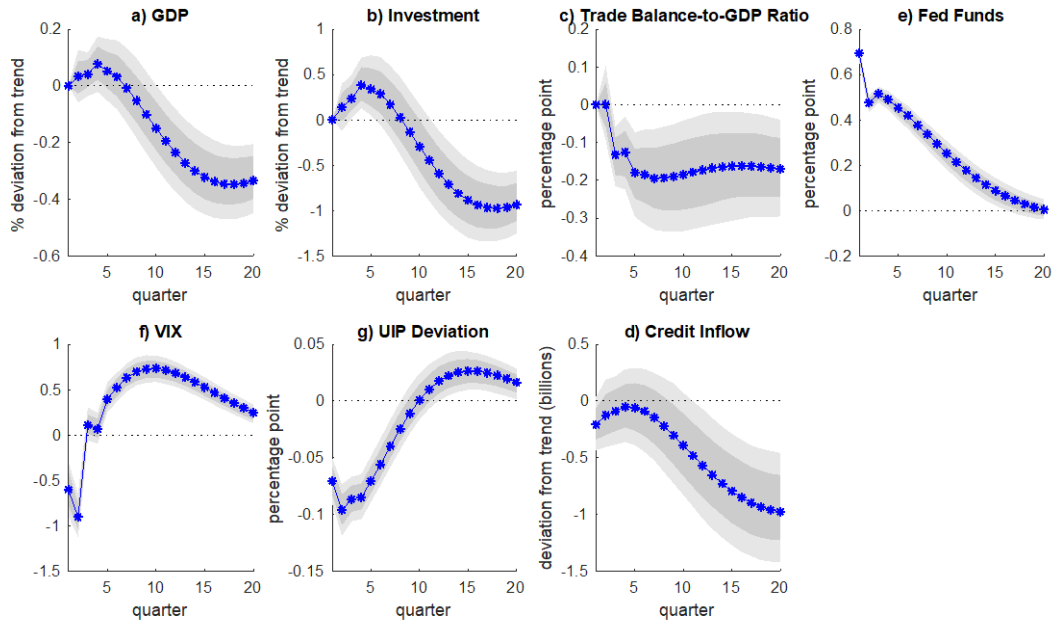 a) GDP
% deviation from trend
0.2
0
-0.2
-0.4
-0.6
5 10 15 20
quarter
b) Investment
% deviation from trend
1
0.5
0
-0.5
-1
-1.5
5 10 15 20
quarter
c) Trade Balance-to-GDP Ratio
percentage point
0.2
0.1
0
-0.1
-0.2
-0.3
-0.4
5 10 15 20
quarter
e) Fed Funds
percentage point
0.8
0.6
0.4
0.2
0
-0.2
5 10 15 20
quarter
f) VIX
1
0.5
0
-0.5
-1
-1.5
5 10 15 20
quarter
g) UIP Deviation
percentage point
0.05
0
-0.05
-0.1
-0.15
5 10 15 20
quarter
d) Credit Inflow
deviation from trend (billions)
0.5
0
-0.5
-1
-1.5
5 10 15 20
quarter